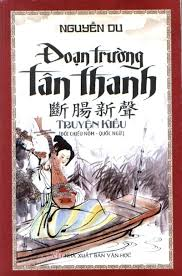 NGUYỄN DU
Đoạn trường
tân thanh
斷腸新聲
TRUYỆN KIỀU
(ĐỐI CHIẾU NÔM - QUỐC NGỮ)
NHÀ XUẤT BẢN VĂN HỌC